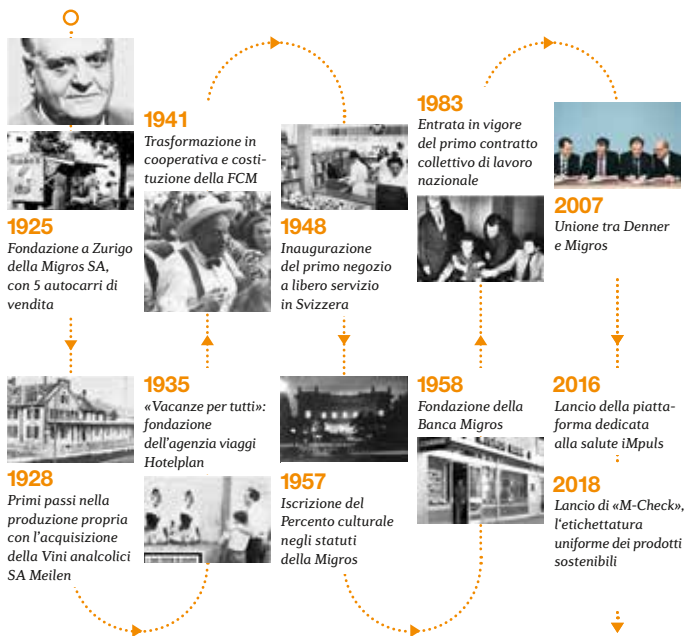 1925
Fondazione a Zurigo
della Migros SA,
con 5 autocarri di
vendita
1928
Primi passi nella
produzione propria
con l'acquisizione
della Vini analcolici
SA Meilen
1935
«Vacanze per tutti»:
fondazione
dell'agenzia viaggi
Hotelplan
1941
Trasformazione in
cooperativa e costi-
tuzione della FCM
1948
Inaugurazione
del primo negozio
a libero servizio
in Svizzera
1957
Iscrizione del
Percento culturale
negli statuti
della Migros
1958
Fondazione della
Banca Migros
1983
Entrata in vigore
del primo contratto
collettivo di lavoro
nazionale
2007
Unione tra Denner
e Migros
2016
Lancio della piatta-
forma dedicata
alla salute iMpuls
2018
Lancio di «M-Check»,
l'etichettatura
uniforme dei prodotti
sostenibili